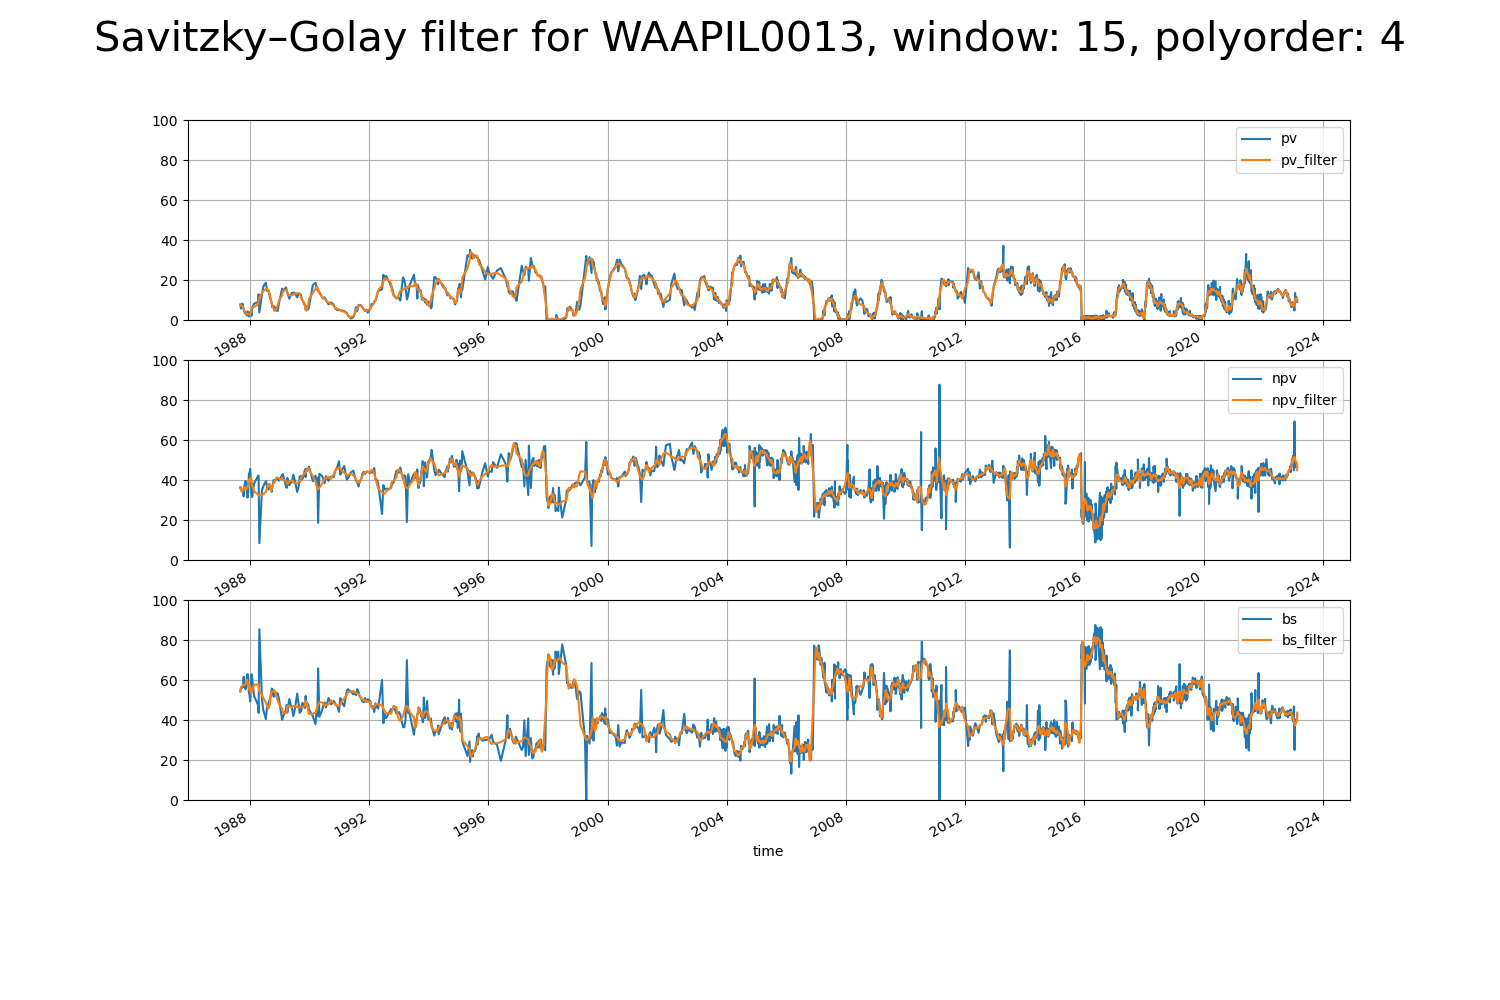 Savitzky–Golay filter for WAAPIL0013, window: 15, polyorder: 4
100
80
60
40
20
0
pv
pv_filter
1988 1992 1996 2000 2004 2008 2012 2016 2020 2024
100
80
60
40
20
0
npv
npv_filter
1988 1992 1996 2000 2004 2008 2012 2016 2020 2024
100
80
60
40
20
0
bs
bs_filter
1988 1992 1996 2000 2004 2008 2012 2016 2020 2024
time